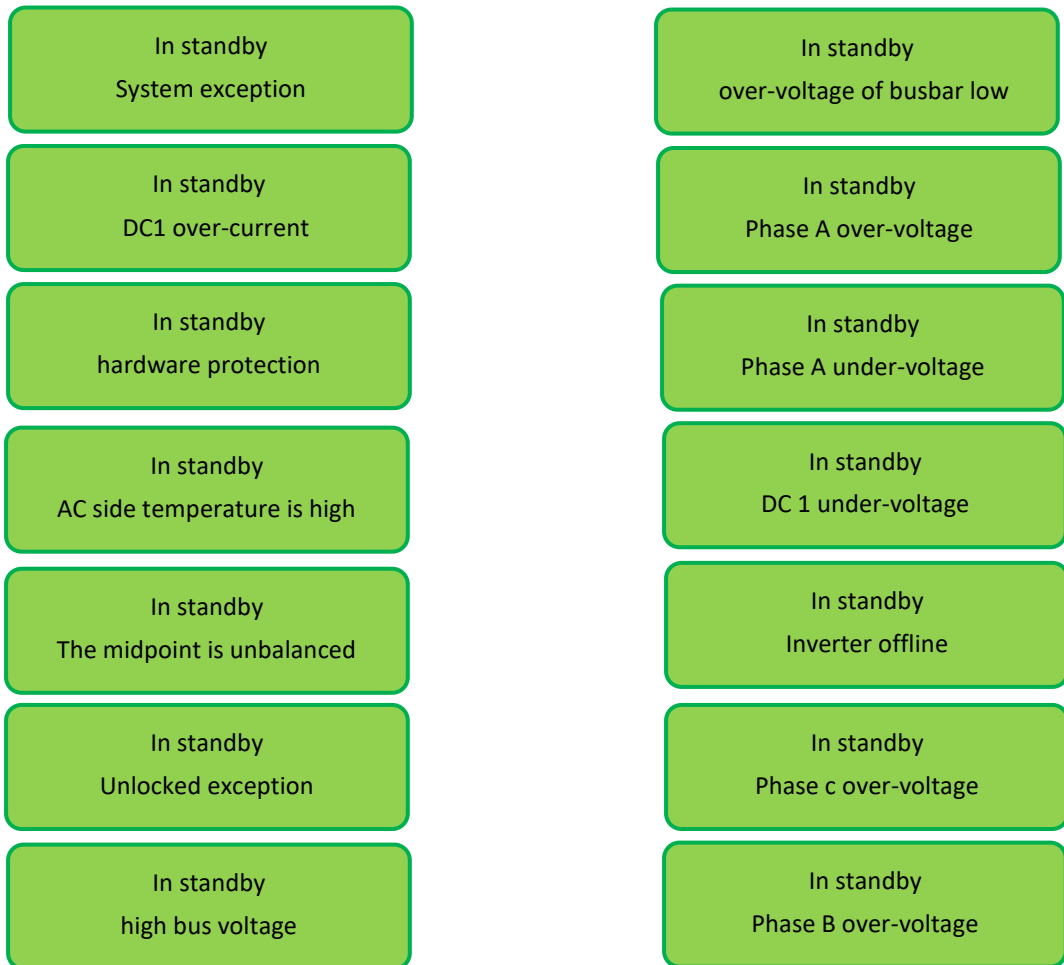 In standby
System exception
In standby
over-voltage of busbar low
In standby
DC1 over-current
In standby
Phase A over-voltage
In standby
hardware protection
In standby
Phase A under-voltage
In standby
AC side temperature is high
In standby
DC 1 under-voltage
In standby
The midpoint is unbalanced
In standby
Inverter offline
In standby
Unlocked exception
In standby
Phase c over-voltage
In standby
high bus voltage
In standby
Phase B over-voltage